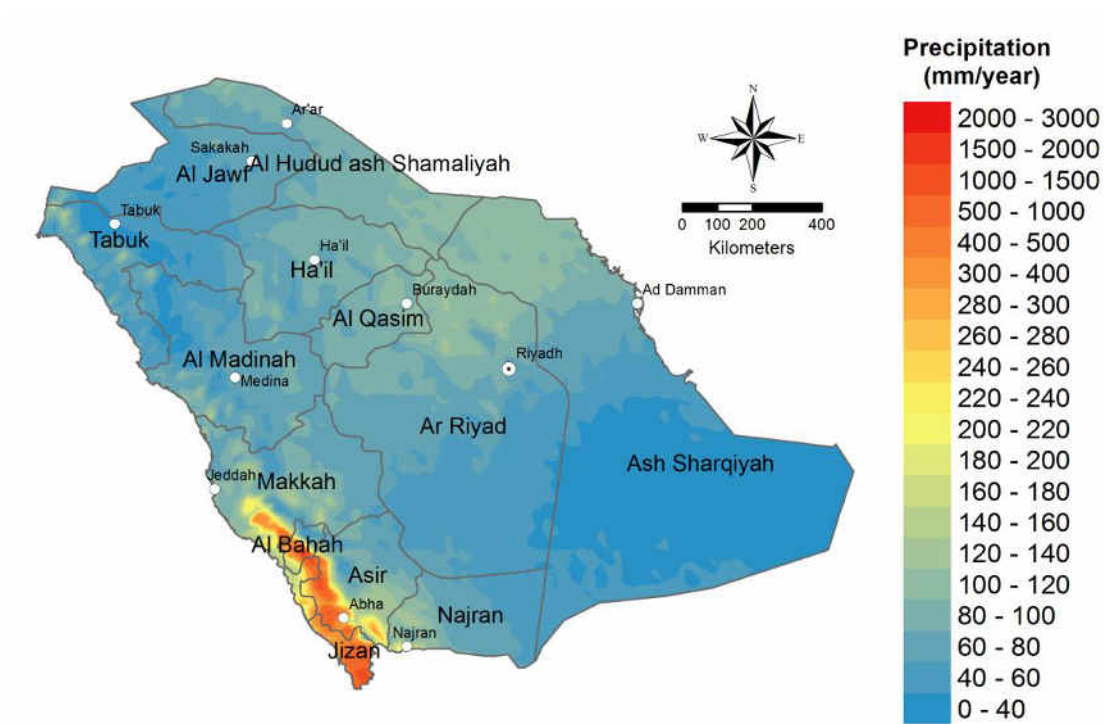 Precipitation
(mm/year)
2000 - 3000
1500 - 2000
1000 - 1500
500 - 1000
400 - 500
300 - 400
280 - 300
260 - 280
240 - 260
220 - 240
200 - 220
180 - 200
160 - 180
140 - 160
120 - 140
100 - 120
80 - 100
60 - 80
40 - 60
0 - 40
N
W E
S
0 100 200 400
Kilometers
Ar'ar
Sakakah
Al Hudud ash Shamaliyah
Al Jawf
Tabuk
Tabuk
Ha'il
Ha'il
Buraydah
Ad Damman
Al Qasim
Riyadh
Al Madinah
Medina
Ar Riyad
Ash Sharqiyah
Jeddah
Makkah
Al Bahah
Asir
Abha
Najran
Najran
Jizan